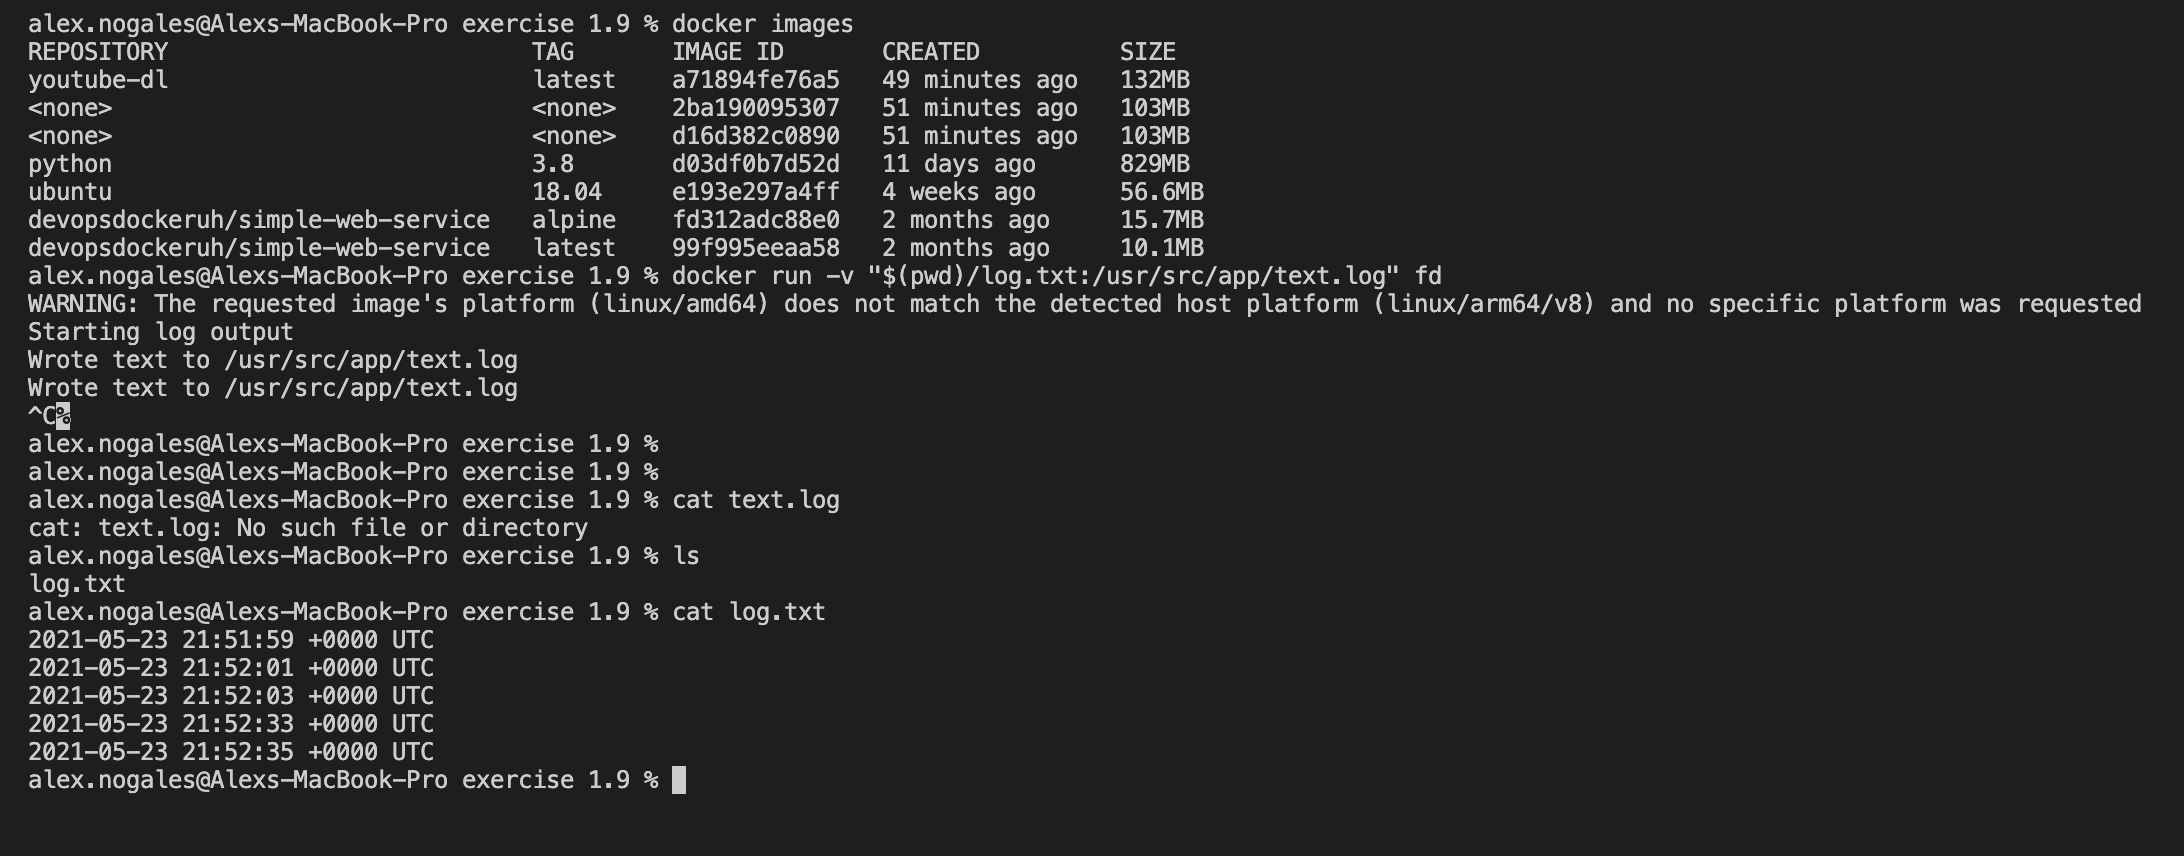 alex.nogales@Alexs-MacBook-Pro exercise 1.9 % docker images
REPOSITORY                          TAG       IMAGE ID       CREATED          SIZE
youtube-dl                          latest    a71894fe76a5   49 minutes ago   132MB
<none>                              <none>    2ba190095307   51 minutes ago   103MB
<none>                              <none>    d16d382c0890   51 minutes ago   103MB
python                              3.8       d03df0b7d52d   11 days ago      829MB
ubuntu                              18.04     e193e297a4ff   4 weeks ago      56.6MB
devopsdockeruh/simple-web-service   alpine    fd312adc88e0   2 months ago     15.7MB
devopsdockeruh/simple-web-service   latest    99f995eeaa58   2 months ago     10.1MB
alex.nogales@Alexs-MacBook-Pro exercise 1.9 % docker run -v "$(pwd)/log.txt:/usr/src/app/text.log" fd
WARNING: The requested image's platform (linux/amd64) does not match the detected host platform (linux/arm64/v8) and no specific platform was requested
Starting log output
Wrote text to /usr/src/app/text.log
Wrote text to /usr/src/app/text.log
^C%
alex.nogales@Alexs-MacBook-Pro exercise 1.9 %
alex.nogales@Alexs-MacBook-Pro exercise 1.9 %
alex.nogales@Alexs-MacBook-Pro exercise 1.9 % cat text.log
cat: text.log: No such file or directory
alex.nogales@Alexs-MacBook-Pro exercise 1.9 % ls
log.txt
alex.nogales@Alexs-MacBook-Pro exercise 1.9 % cat log.txt
2021-05-23 21:51:59 +0000 UTC
2021-05-23 21:52:01 +0000 UTC
2021-05-23 21:52:03 +0000 UTC
2021-05-23 21:52:33 +0000 UTC
2021-05-23 21:52:35 +0000 UTC
alex.nogales@Alexs-MacBook-Pro exercise 1.9 %